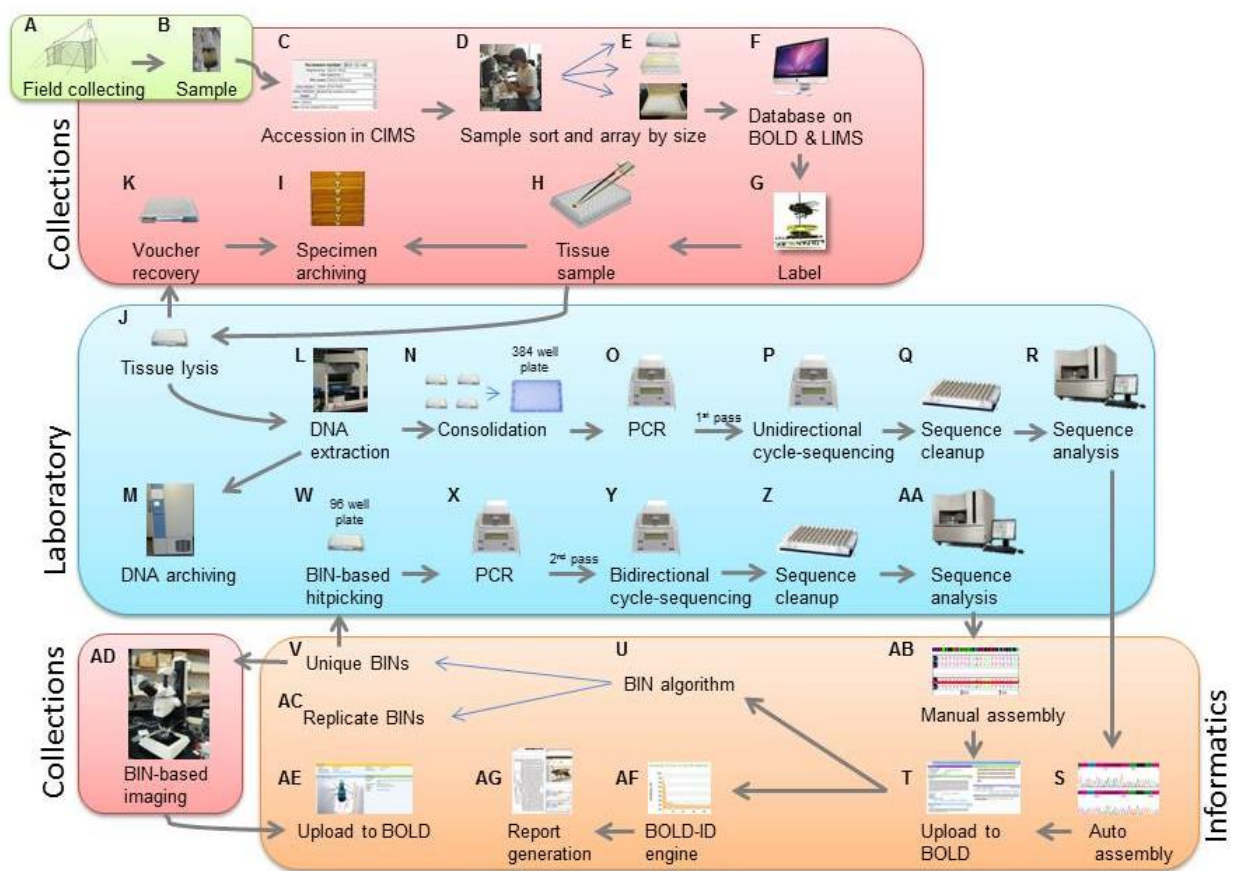 A
B
Field collecting
Sample
C
D
E
F
Accession in CIMS
Sample sort and array by size
Database on
BOLD & LIMS
K
I
H
G
Voucher
recovery
Specimen
archiving
Tissue
sample
Label
Collections
J
Tissue lysis
L
N
384 well
plate
O
P
Q
R
DNA
extraction
Consolidation
PCR
1st pass
Unidirectional
cycle-sequencing
Sequence
cleanup
Sequence
analysis
M
W
96 well
plate
X
Y
Z
AA
DNA archiving
BIN-based
hitpicking
PCR
2nd pass
Bidirectional
cycle-sequencing
Sequence
cleanup
Sequence
analysis
Laboratory
Collections
AD
BIN-based
imaging
V
Unique BINs
U
BIN algorithm
AC
Replicate BINs
AB
Manual assembly
AE
Upload to BOLD
AG
Report
generation
AF
BOLD-ID
engine
T
Upload to
BOLD
S
Auto
assembly
Informatics